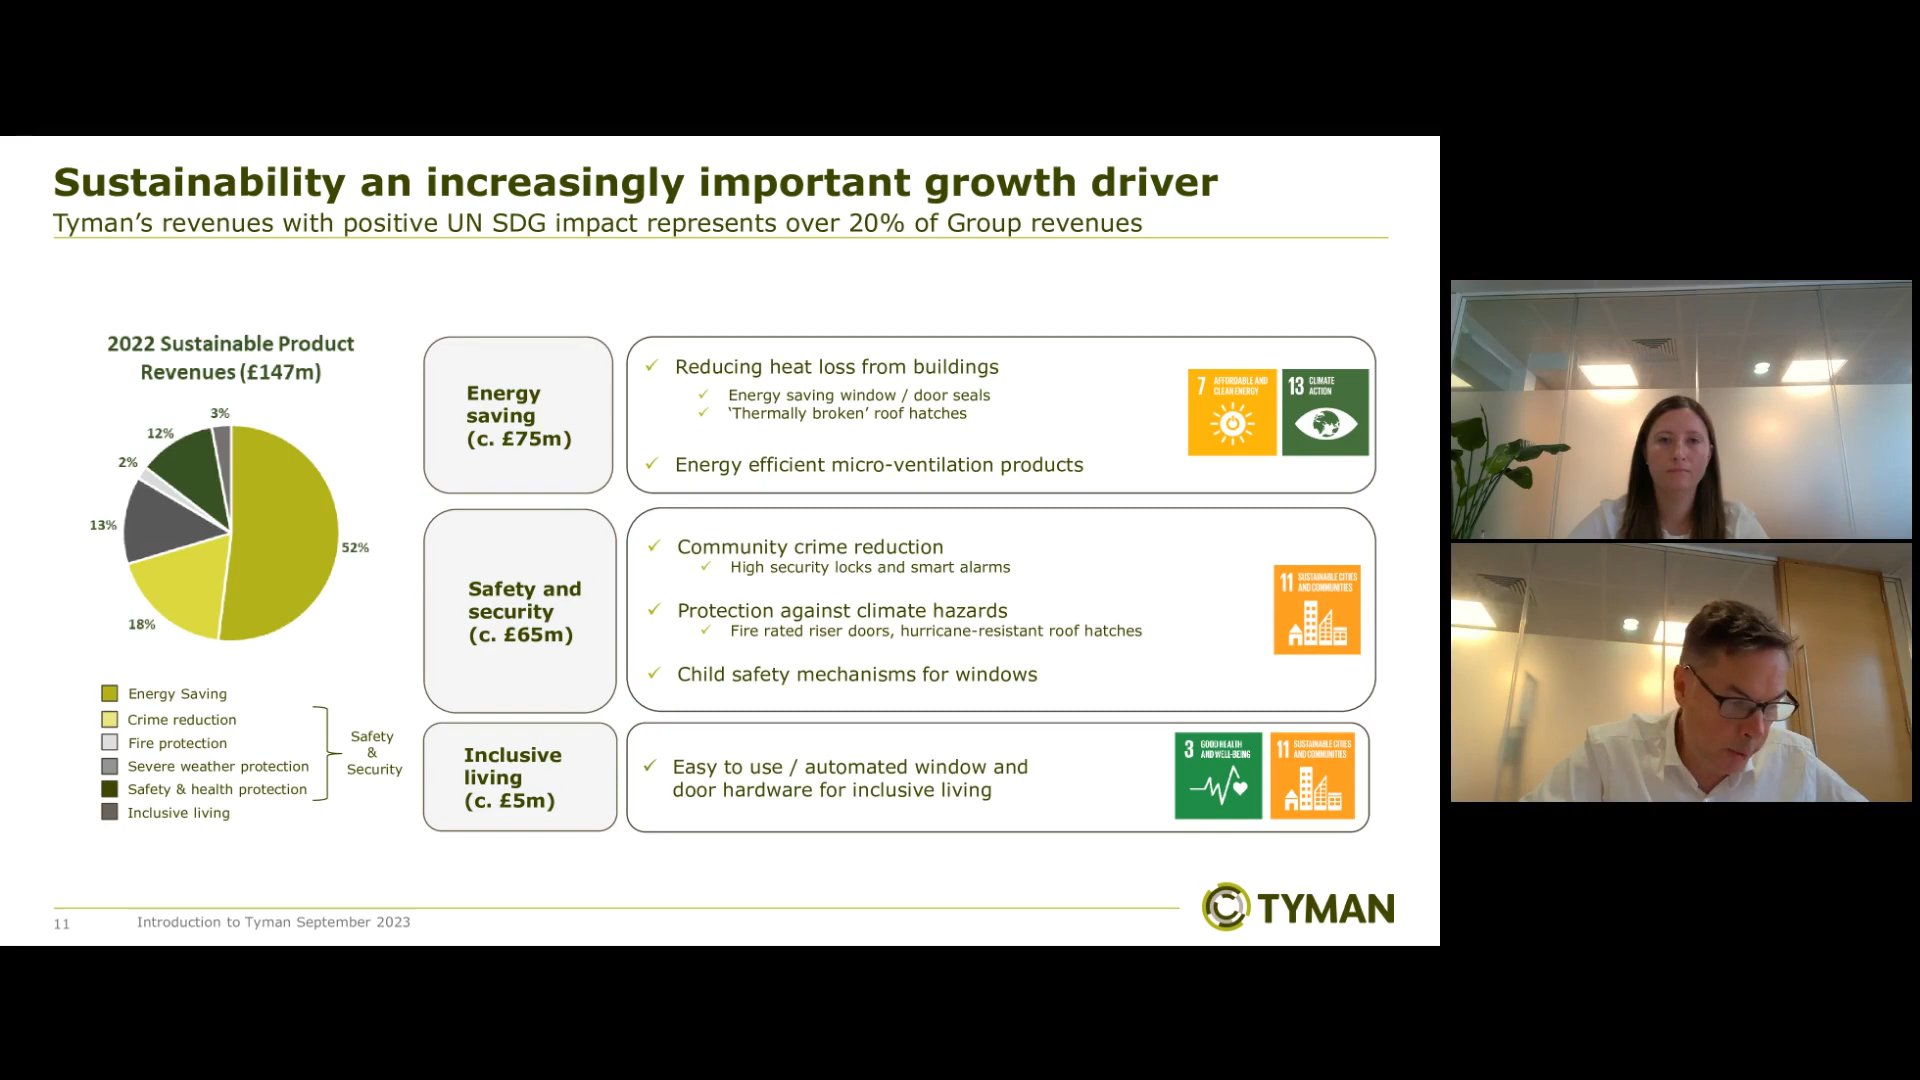 Sustainability an increasingly important growth driver
Tyman’s revenues with positive UN SDG impact represents over 20% of Group revenues
2022 Sustainable Product
Revenues (£147m)
3%
12%
2%
13%
52%
18%
Energy Saving
Crime reduction
Fire protection
Severe weather protection
Safety & health protection
Inclusive living
Safety
&
Security
Energy
saving
(c. £75m)
Reducing heat loss from buildings
Energy saving window / door seals
‘Thermally broken’ roof hatches
Energy efficient micro-ventilation products
7 AFFORDABLE AND
CLEAN ENERGY
13 CLIMATE
ACTION
Safety and
security
(c. £65m)
Community crime reduction
High security locks and smart alarms
Protection against climate hazards
Fire rated riser doors, hurricane-resistant roof hatches
Child safety mechanisms for windows
11 SUSTAINABLE CITIES
AND COMMUNITIES
Inclusive
living
(c. £5m)
Easy to use / automated window and
door hardware for inclusive living
3 GOOD HEALTH
AND WELL-BEING
11 SUSTAINABLE CITIES
AND COMMUNITIES
11
Introduction to Tyman September 2023
TYMAN